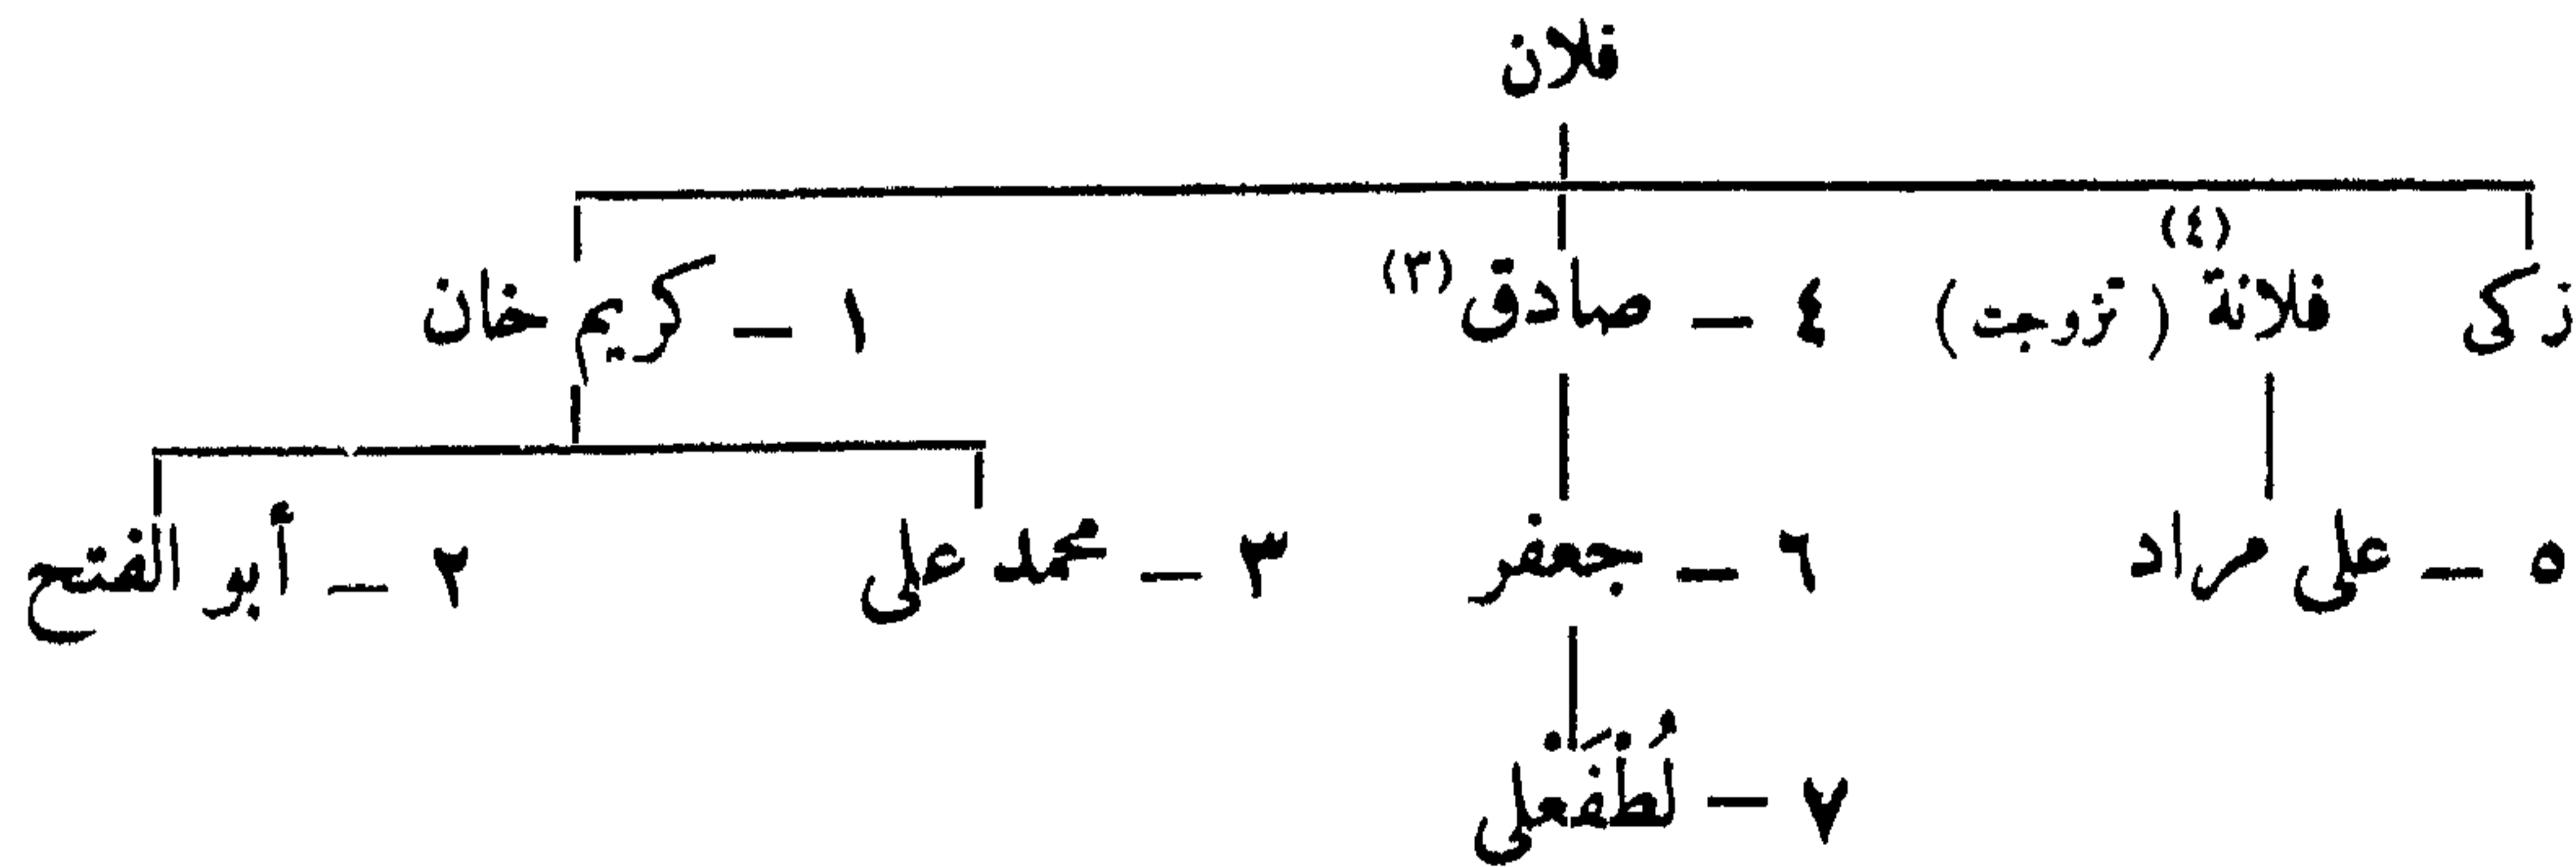 فلان
زكى فلانة (٤) ( تزوجت ) ٤ – صادق (٣) ١ – كريم خان
٥ – على مراد ٦ – جعفر ٣ – محمد على ٢ – أبو الفتح
٧ – لُطْفَعْلى